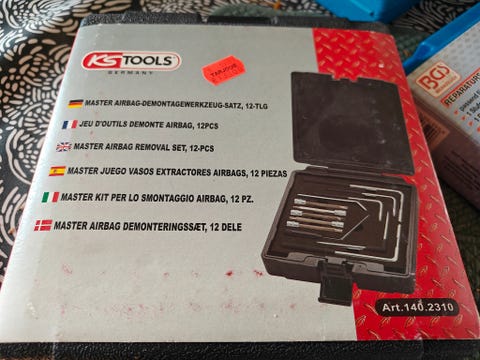 KS TOOLS
GERMANY
TARJOUS
MASTER AIRBAG-DEMONTAGEWERKZEUG-SATZ, 12-TLG
JEU D'OUTILS DEMONTE AIRBAG, 12PCS
MASTER AIRBAG REMOVAL SET, 12-PCS
MASTER JUEGO VASOS EXTRACTORES AIRBAGS, 12 PIEZAS
MASTER KIT PER LO SMONTAGGIO AIRBAG, 12 PZ.
MASTER AIRBAG DEMONTERINGSSÆT, 12 DELE
Art.140.2310
BGS